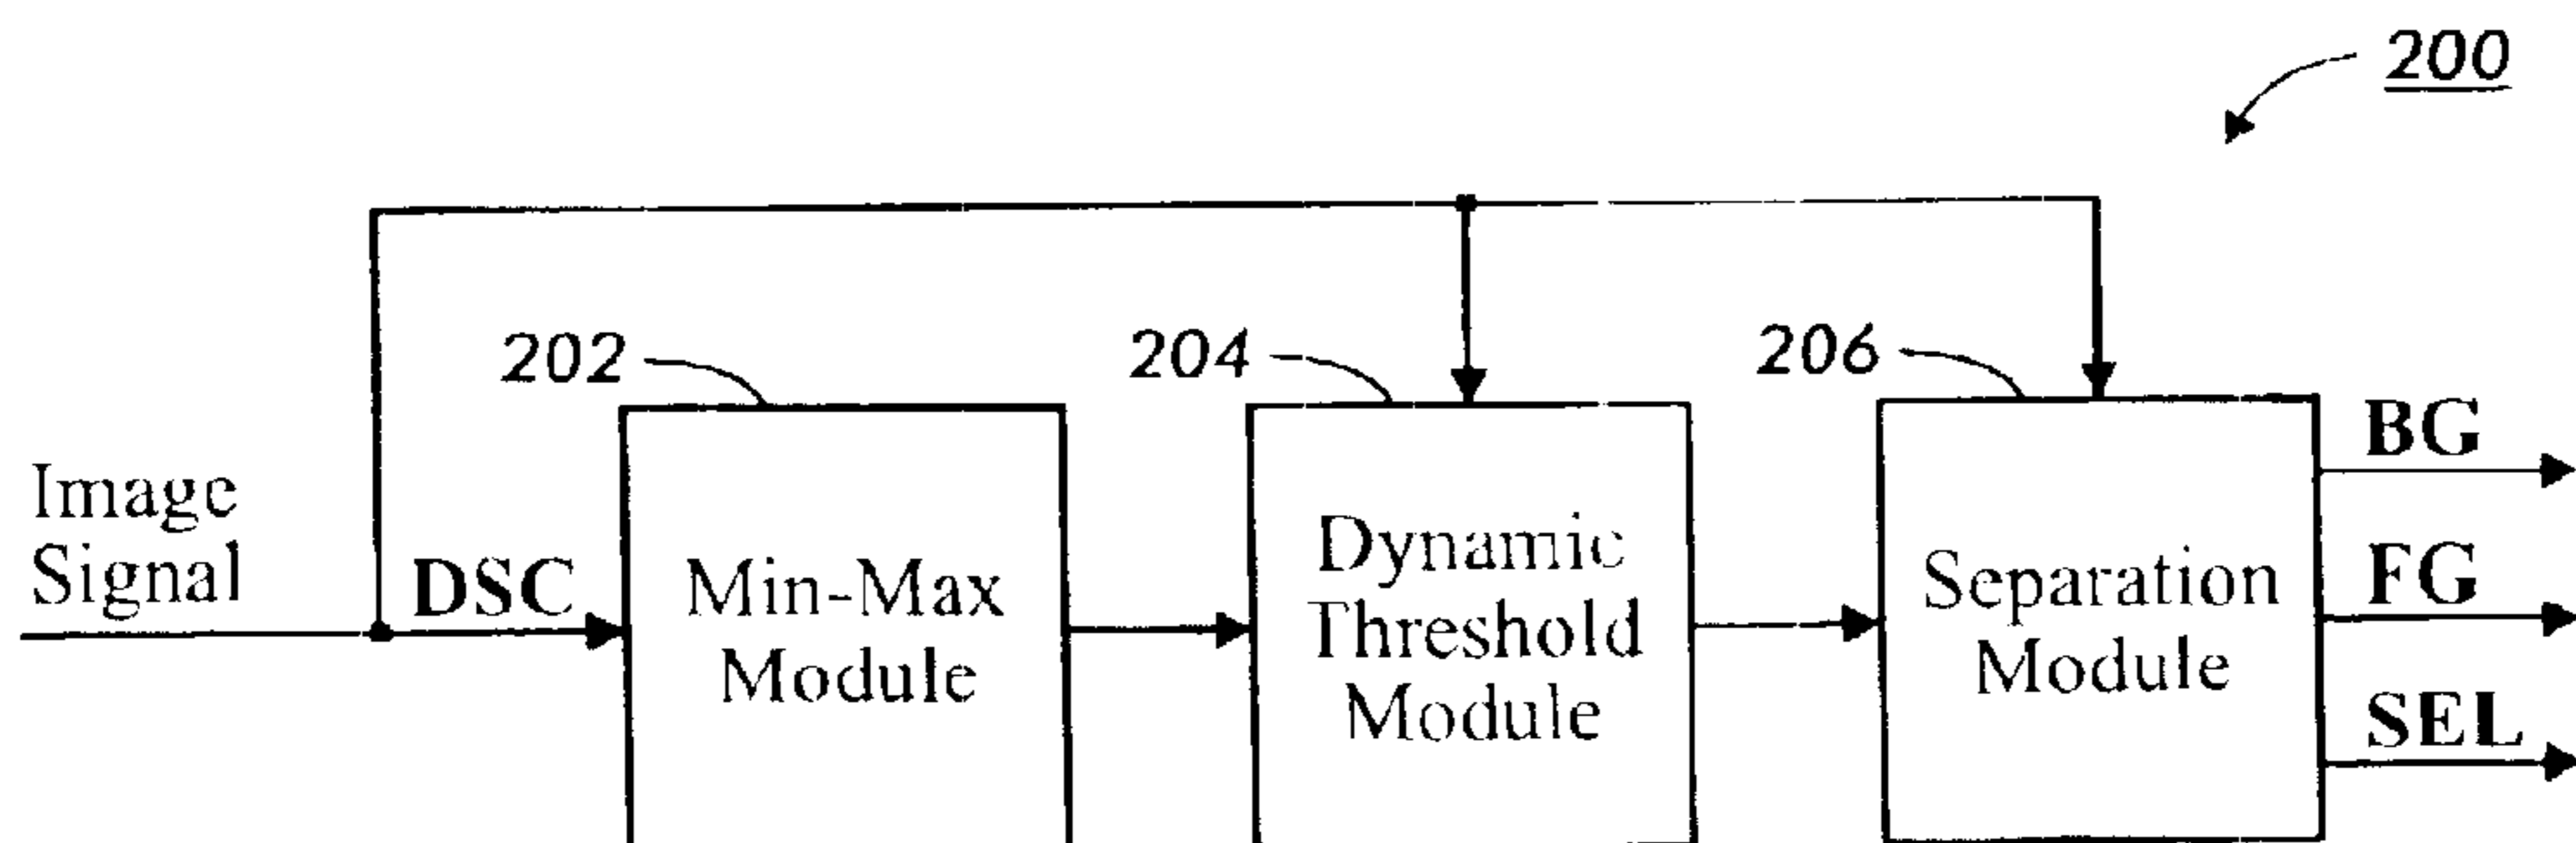 200
202
204
206
Image
Signal
DSC
Min-Max
Module
Dynamic
Threshold
Module
Separation
Module
BG
FG
SEL